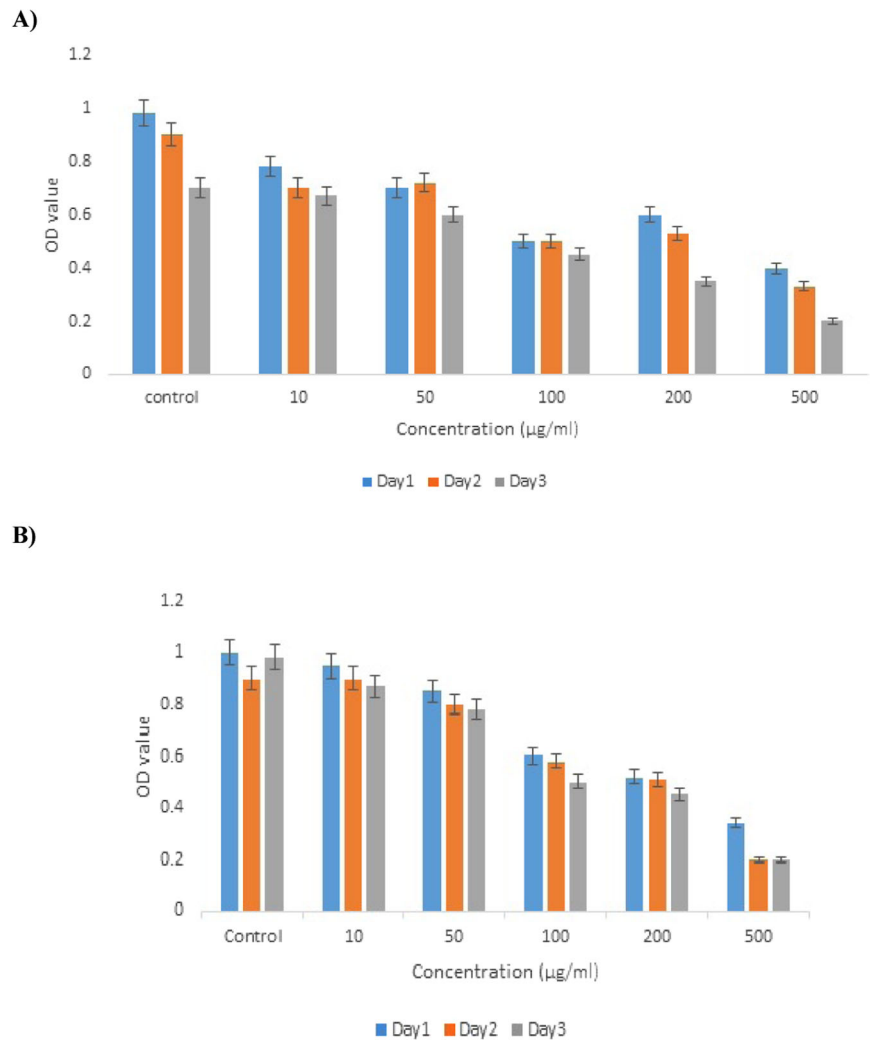 A)
1.2
1
0.8
0.6
0.4
0.2
0
OD value
control 10 50 100 200 500
Concentration (µg/ml)
Day1 Day2 Day3
B)
1.2
1
0.8
0.6
0.4
0.2
0
OD value
Control 10 50 100 200 500
Concentration (µg/ml)
Day1 Day2 Day3